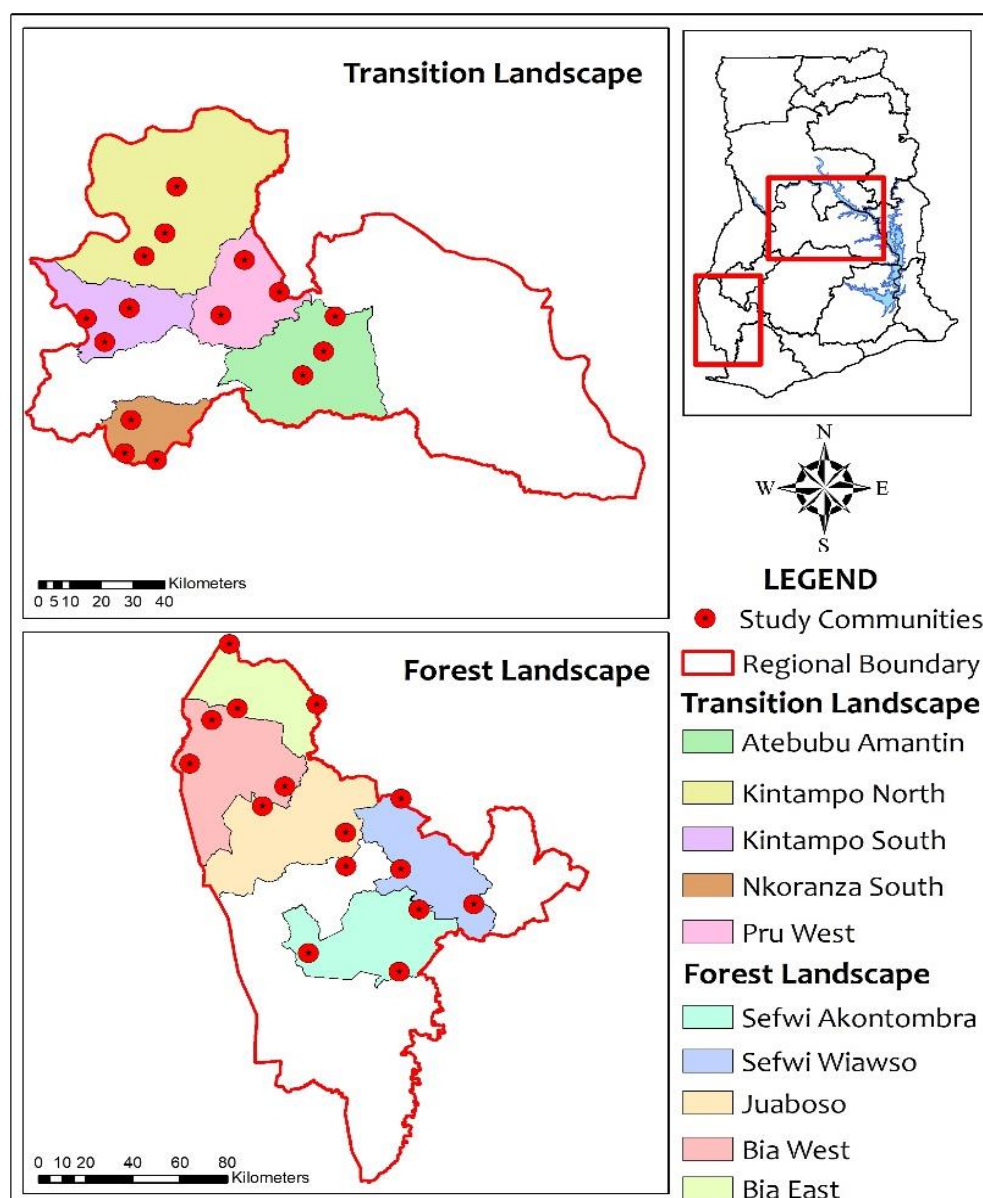 Transition Landscape
Kilometers
0 5 10 20 30 40
Forest Landscape
0 10 20 40 60 80
Kilometers
N
W E
S
LEGEND
Study Communities
Regional Boundary
Transition Landscape
Atebubu Amantin
Kintampo North
Kintampo South
Nkoranza South
Pru West
Forest Landscape
Sefwi Akontombra
Sefwi Wiawso
Juaboso
Bia West
Bia East